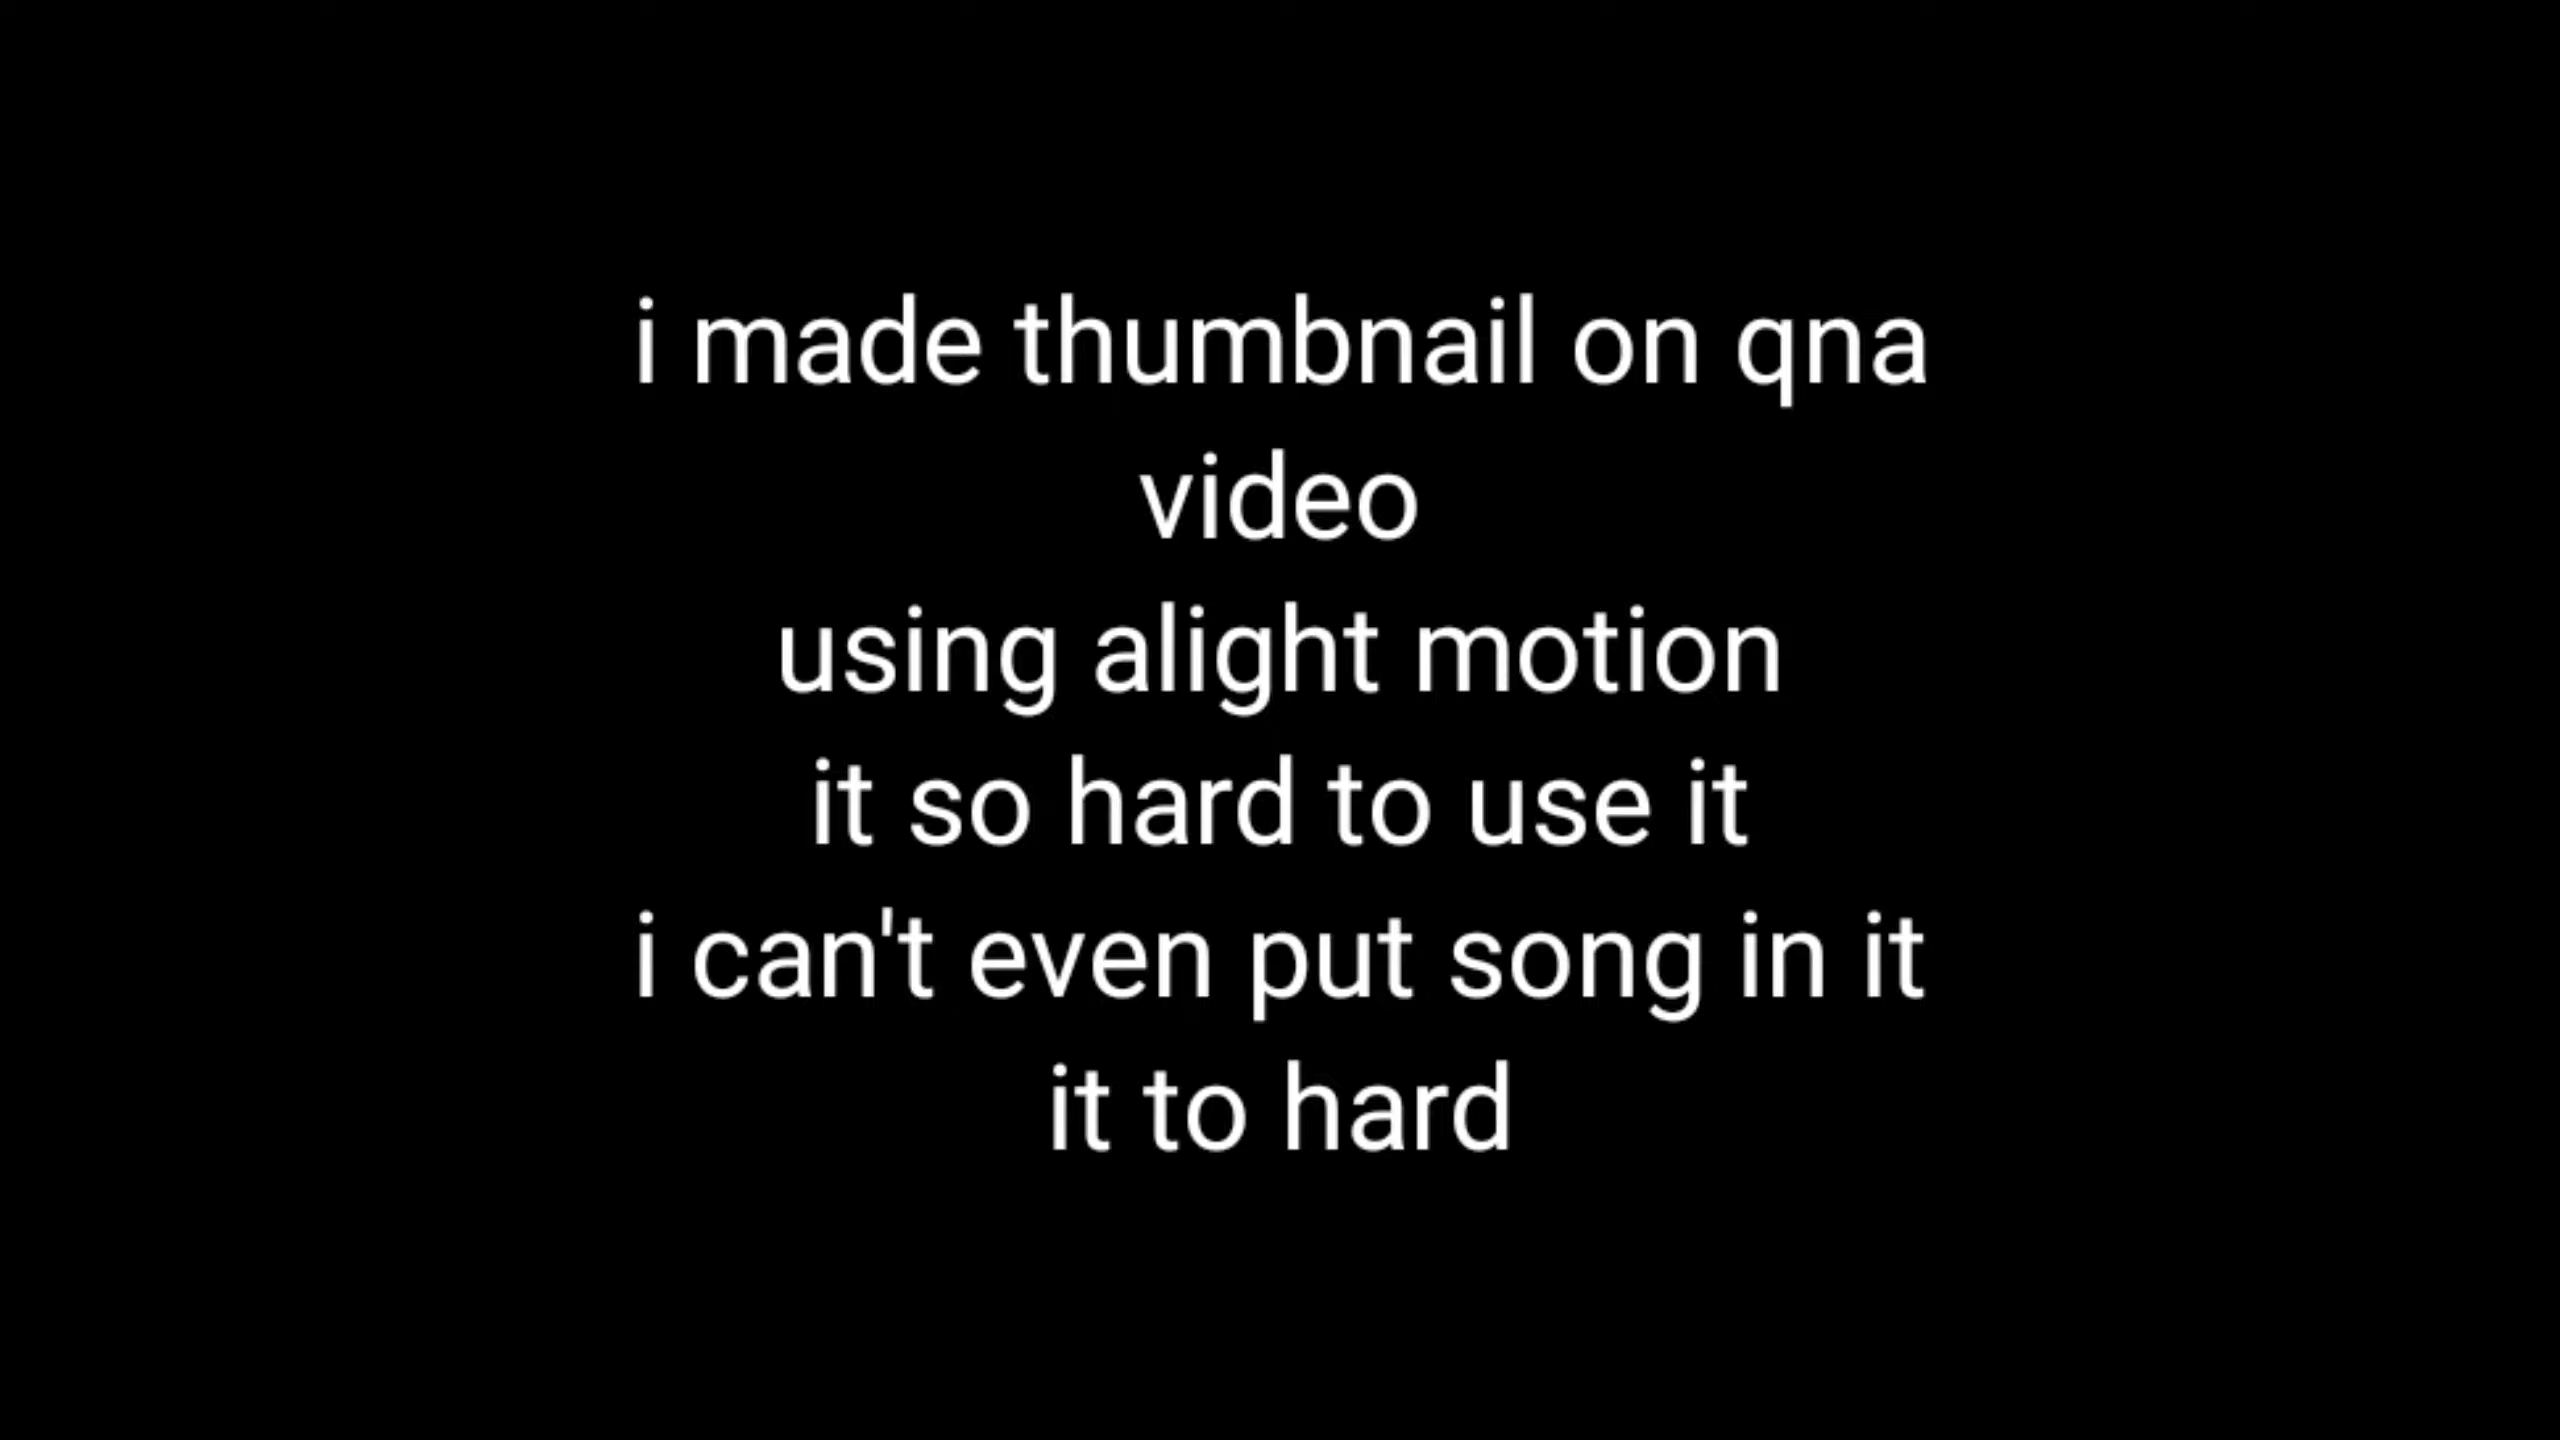 i made thumbnail on qna
video
using alight motion
it so hard to use it
i can't even put song in it
it to hard